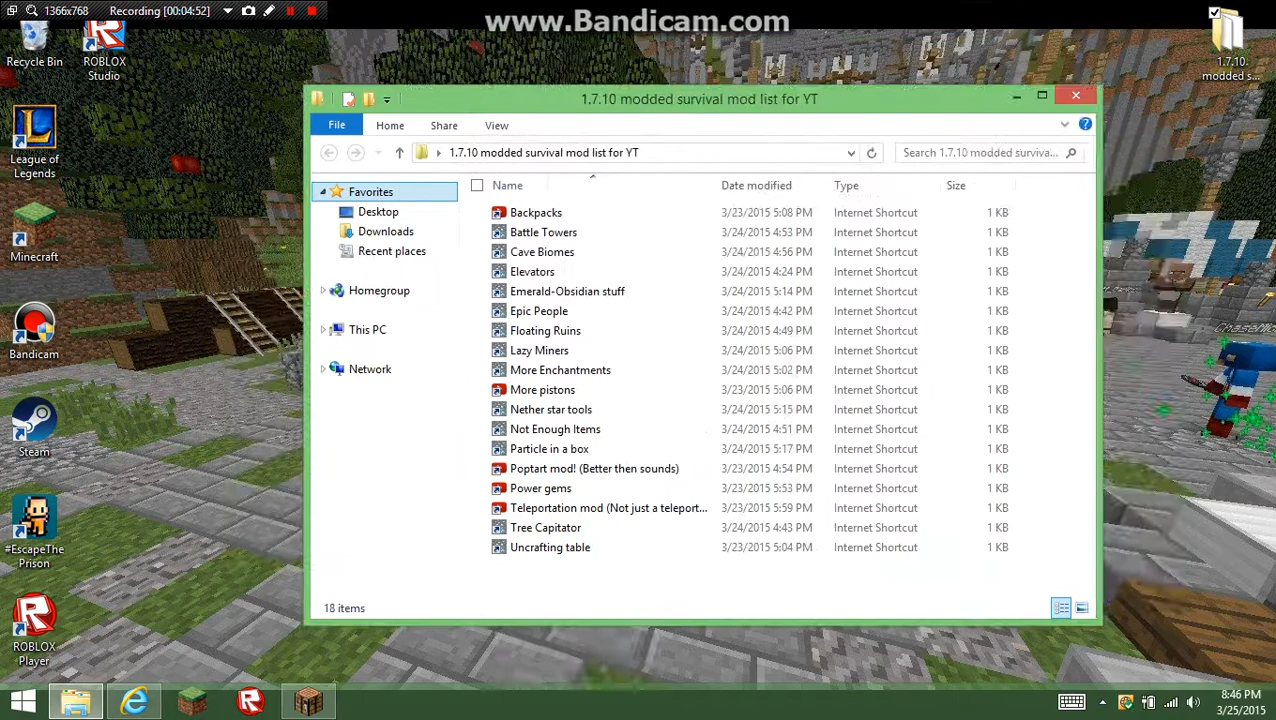 1366x768 Recording [00:04:52]
www.Bandicam.com
Recycle Bin
ROBLOX
Studio
1.7.10.
modded s...
League of
Legends
Minecraft
Bandicam
Steam
#EscapeThe
Prison
ROBLOX
Player
1.7.10 modded survival mod list for YT
File Home Share View
1.7.10 modded survival mod list for YT
Search 1.7.10 modded surviva...
Favorites
Desktop
Downloads
Recent places
Homegroup
This PC
Network
Name Date modified Type Size
Backpacks 3/23/2015 5:08 PM Internet Shortcut 1 KB
Battle Towers 3/24/2015 4:53 PM Internet Shortcut 1 KB
Cave Biomes 3/24/2015 4:56 PM Internet Shortcut 1 KB
Elevators 3/24/2015 4:24 PM Internet Shortcut 1 KB
Emerald-Obsidian stuff 3/24/2015 5:14 PM Internet Shortcut 1 KB
Epic People 3/24/2015 4:42 PM Internet Shortcut 1 KB
Floating Ruins 3/24/2015 4:49 PM Internet Shortcut 1 KB
Lazy Miners 3/24/2015 5:06 PM Internet Shortcut 1 KB
More Enchantments 3/24/2015 5:02 PM Internet Shortcut 1 KB
More pistons 3/23/2015 5:06 PM Internet Shortcut 1 KB
Nether star tools 3/24/2015 5:15 PM Internet Shortcut 1 KB
Not Enough Items 3/24/2015 4:51 PM Internet Shortcut 1 KB
Particle in a box 3/24/2015 5:17 PM Internet Shortcut 1 KB
Poptart mod! (Better then sounds) 3/23/2015 4:54 PM Internet Shortcut 1 KB
Power gems 3/23/2015 5:53 PM Internet Shortcut 1 KB
Teleportation mod (Not just a teleport... 3/23/2015 5:59 PM Internet Shortcut 1 KB
Tree Capitator 3/24/2015 4:43 PM Internet Shortcut 1 KB
Uncrafting table 3/23/2015 5:04 PM Internet Shortcut 1 KB
18 items
8:46 PM
3/25/2015